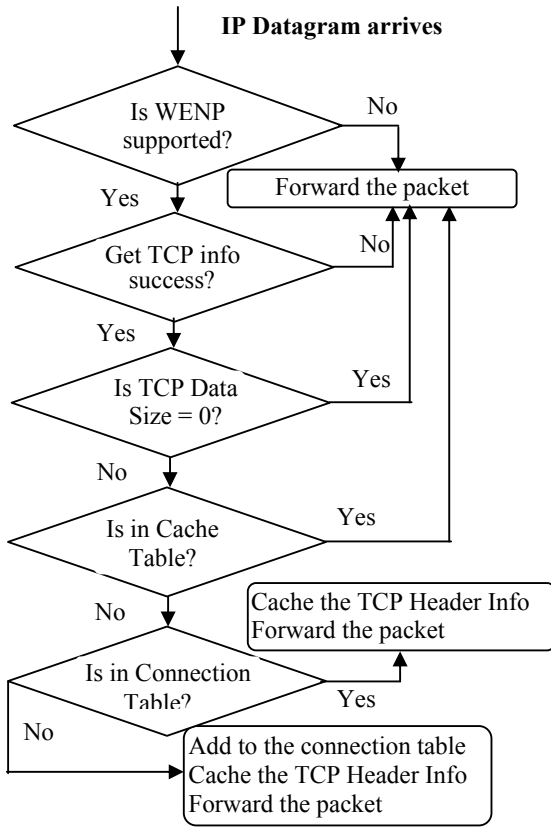 IP Datagram arrives
Is WENP
supported?
No
Forward the packet
Yes
Get TCP info
success?
No
Yes
Is TCP Data
Size = 0?
Yes
No
Is in Cache
Table?
Yes
No
Cache the TCP Header Info
Forward the packet
Is in Connection
Table?
Yes
No
Add to the connection table
Cache the TCP Header Info
Forward the packet